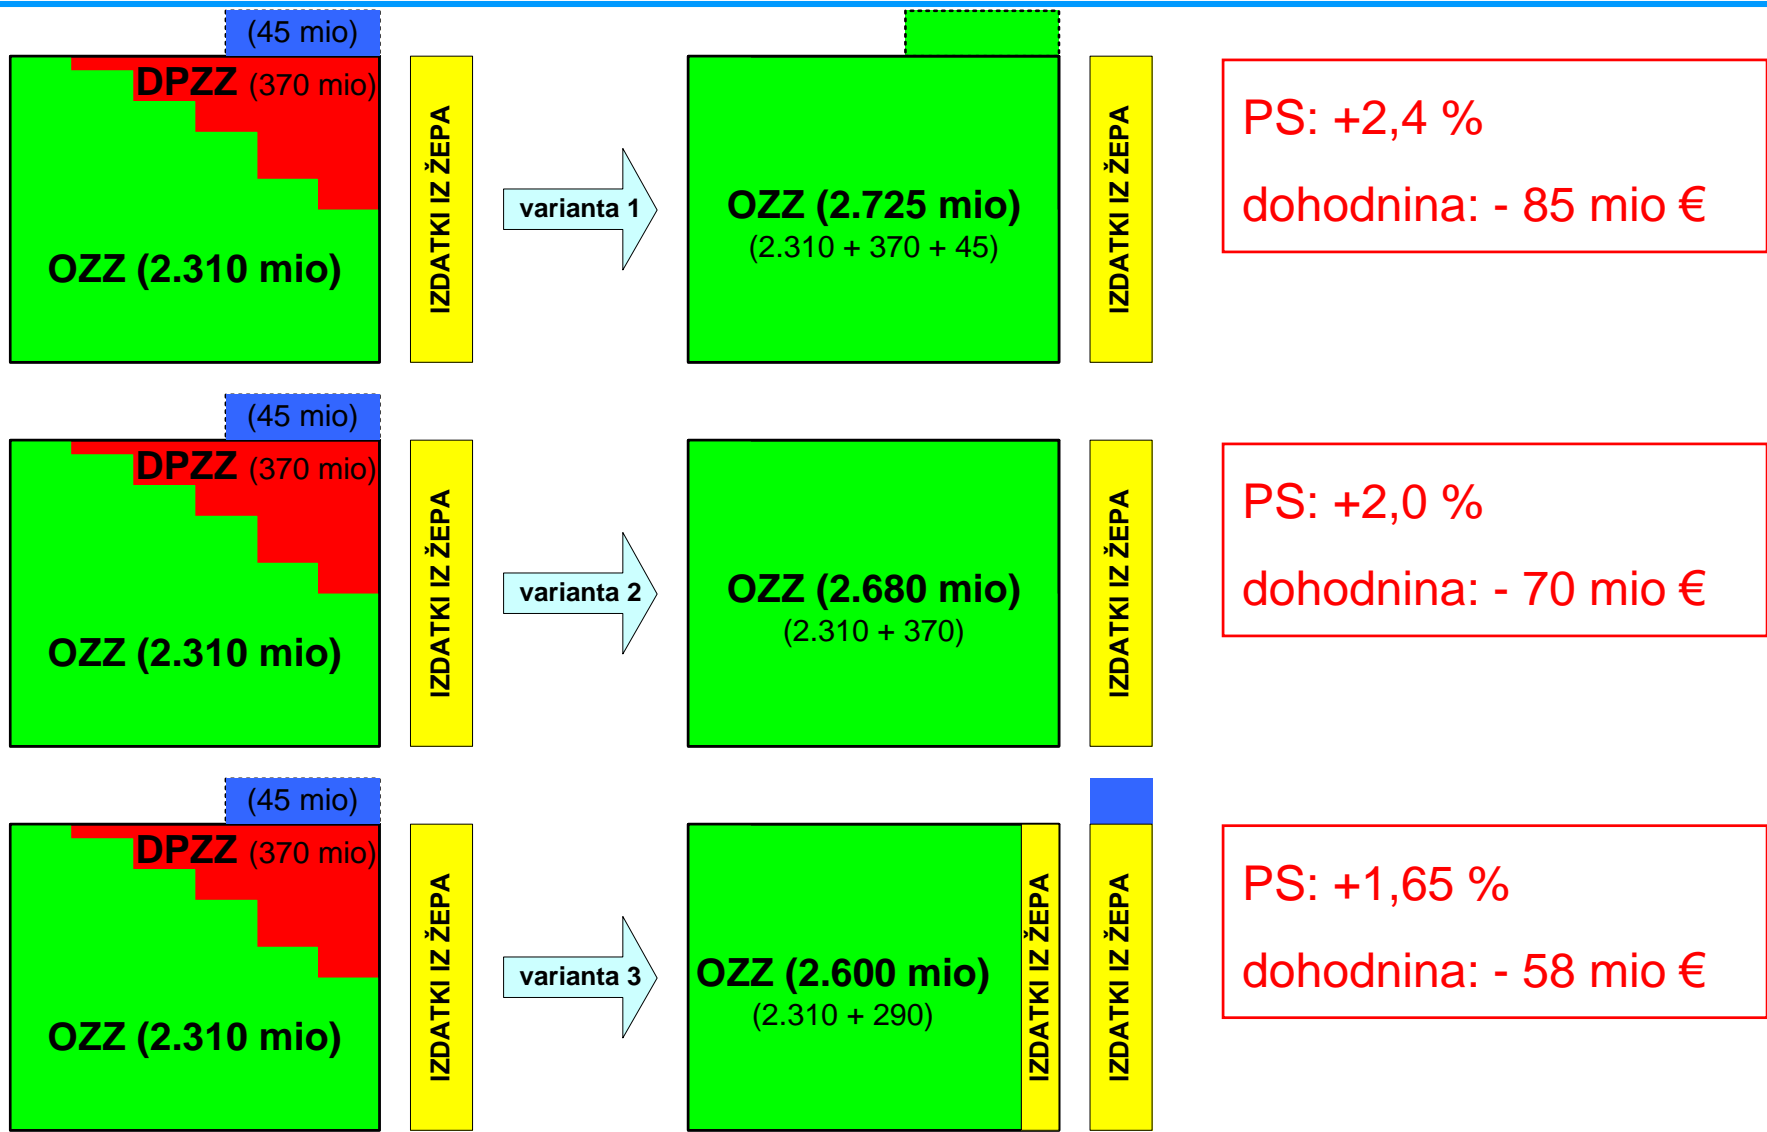 (45 mio)
DPZZ (370 mio)
OZZ (2.310 mio)
IZDATKI IZ ŽEPA
varianta 1
OZZ (2.725 mio)
(2.310 + 370 + 45)
IZDATKI IZ ŽEPA
PS: +2,4 %
dohodnina: - 85 mio €
(45 mio)
DPZZ (370 mio)
OZZ (2.310 mio)
IZDATKI IZ ŽEPA
varianta 2
OZZ (2.680 mio)
(2.310 + 370)
IZDATKI IZ ŽEPA
PS: +2,0 %
dohodnina: - 70 mio €
(45 mio)
DPZZ (370 mio)
OZZ (2.310 mio)
IZDATKI IZ ŽEPA
varianta 3
OZZ (2.600 mio)
(2.310 + 290)
IZDATKI IZ ŽEPA
IZDATKI IZ ŽEPA
PS: +1,65 %
dohodnina: - 58 mio €